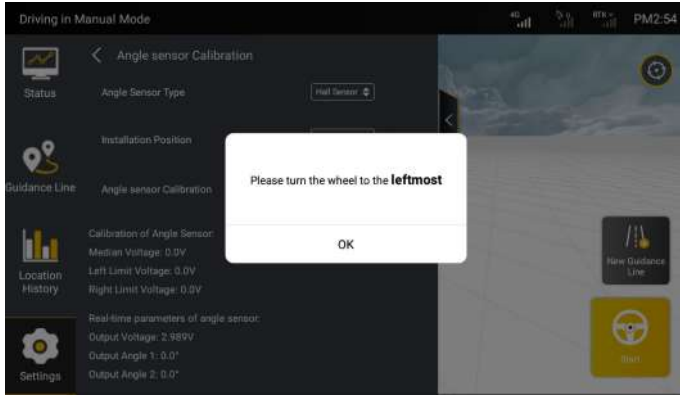 Driving in Manual Mode
4G
RTK
PM2:54
Status
Angle sensor Calibration
Angle Sensor Type
Hall Sensor
Installation Position
Guidance Line
Angle sensor Calibration
Please turn the wheel to the leftmost
OK
Calibration of Angle Sensor:
Median Voltage: 0.0V
Left Limit Voltage: 0.0V
Right Limit Voltage: 0.0V
Location
History
New Guidance
Line
Real-time parameters of angle sensor:
Output Voltage: 2.989V
Output Angle 1: 0.0°
Output Angle 2: 0.0°
Settings
Start